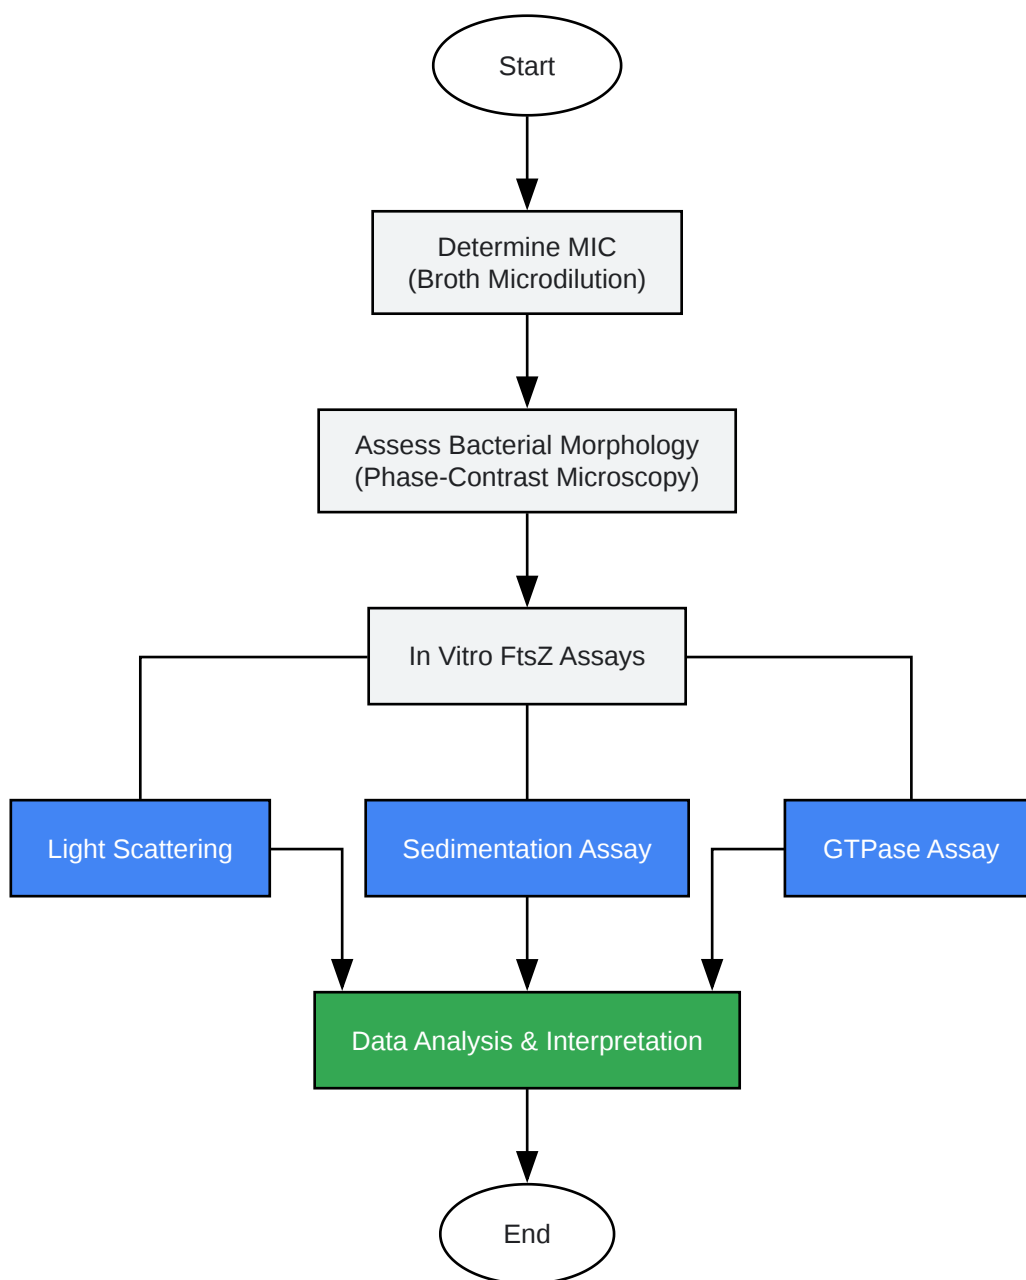 Start
Determine MIC
(Broth Microdilution)
Assess Bacterial Morphology
(Phase-Contrast Microscopy)
In Vitro FtsZ Assays
Light Scattering
Sedimentation Assay
GTPase Assay
Data Analysis & Interpretation
End